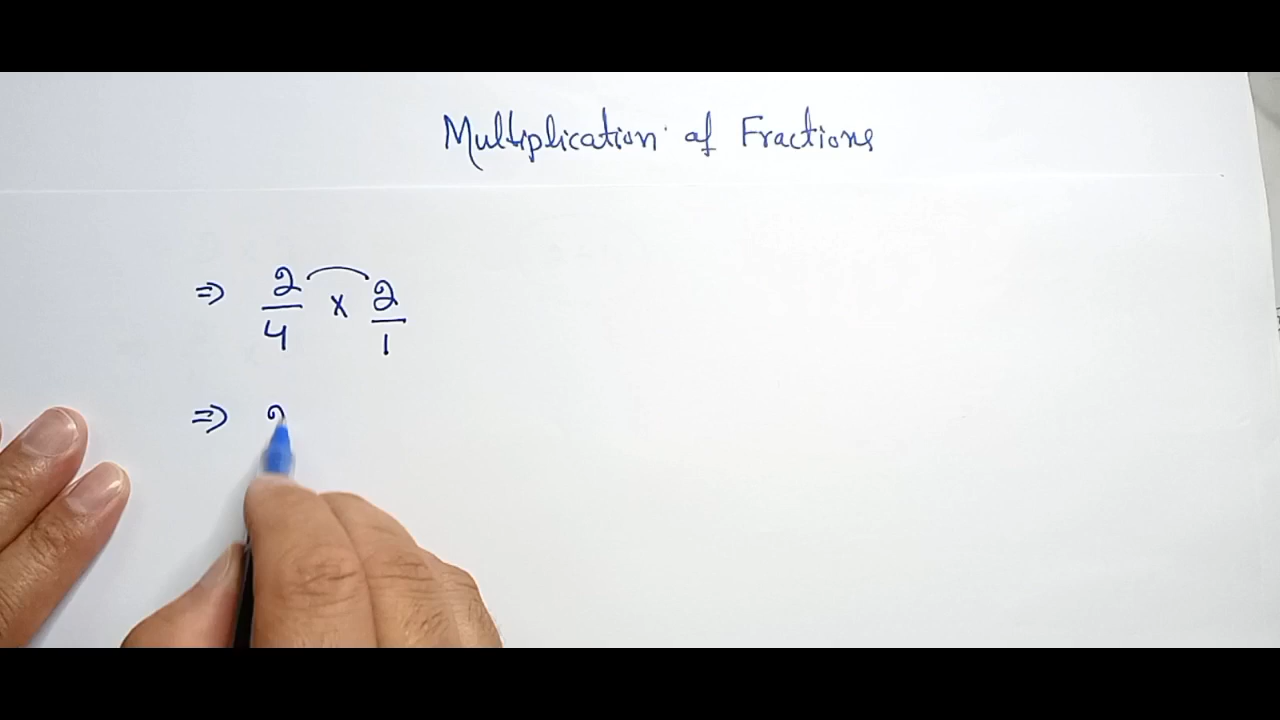 Multiplication of Fractions
⇒ 2/4 × 2/1
⇒ 2